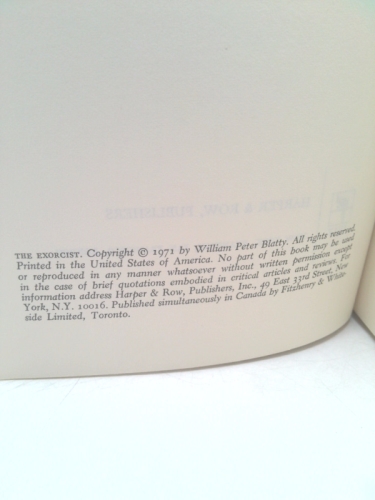 THE EXORCIST. Copyright © 1971 by William Peter Blatty. All rights reserved.
Printed in the United States of America. No part of this book may be used
or reproduced in any manner whatsoever without written permission except
in the case of brief quotations embodied in critical articles and reviews. For
information address Harper & Row, Publishers, Inc., 49 East 33rd Street, New
York, N.Y. 10016. Published simultaneously in Canada by Fitzhenry & White-
side Limited, Toronto.